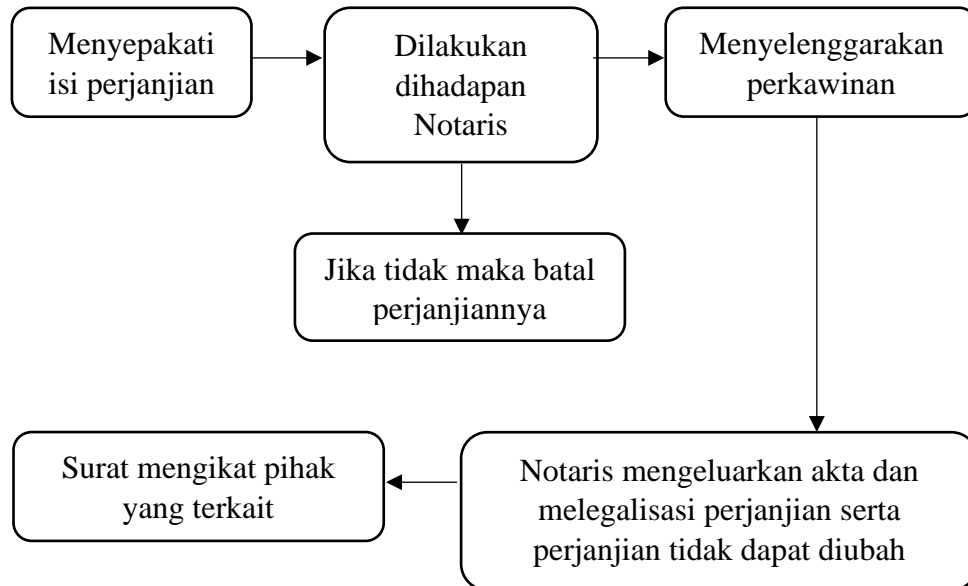 Menyepakati
isi perjanjian
Dilakukan
dihadapan
Notaris
Menyelenggarakan
perkawinan
Jika tidak maka batal
perjanjiannya
Notaris mengeluarkan akta dan
melegalisasi perjanjian serta
perjanjian tidak dapat diubah
Surat mengikat pihak
yang terkait